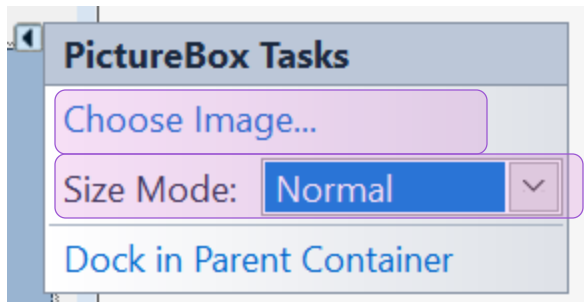 PictureBox Tasks
Choose Image...
Size Mode: Normal
Dock in Parent Container